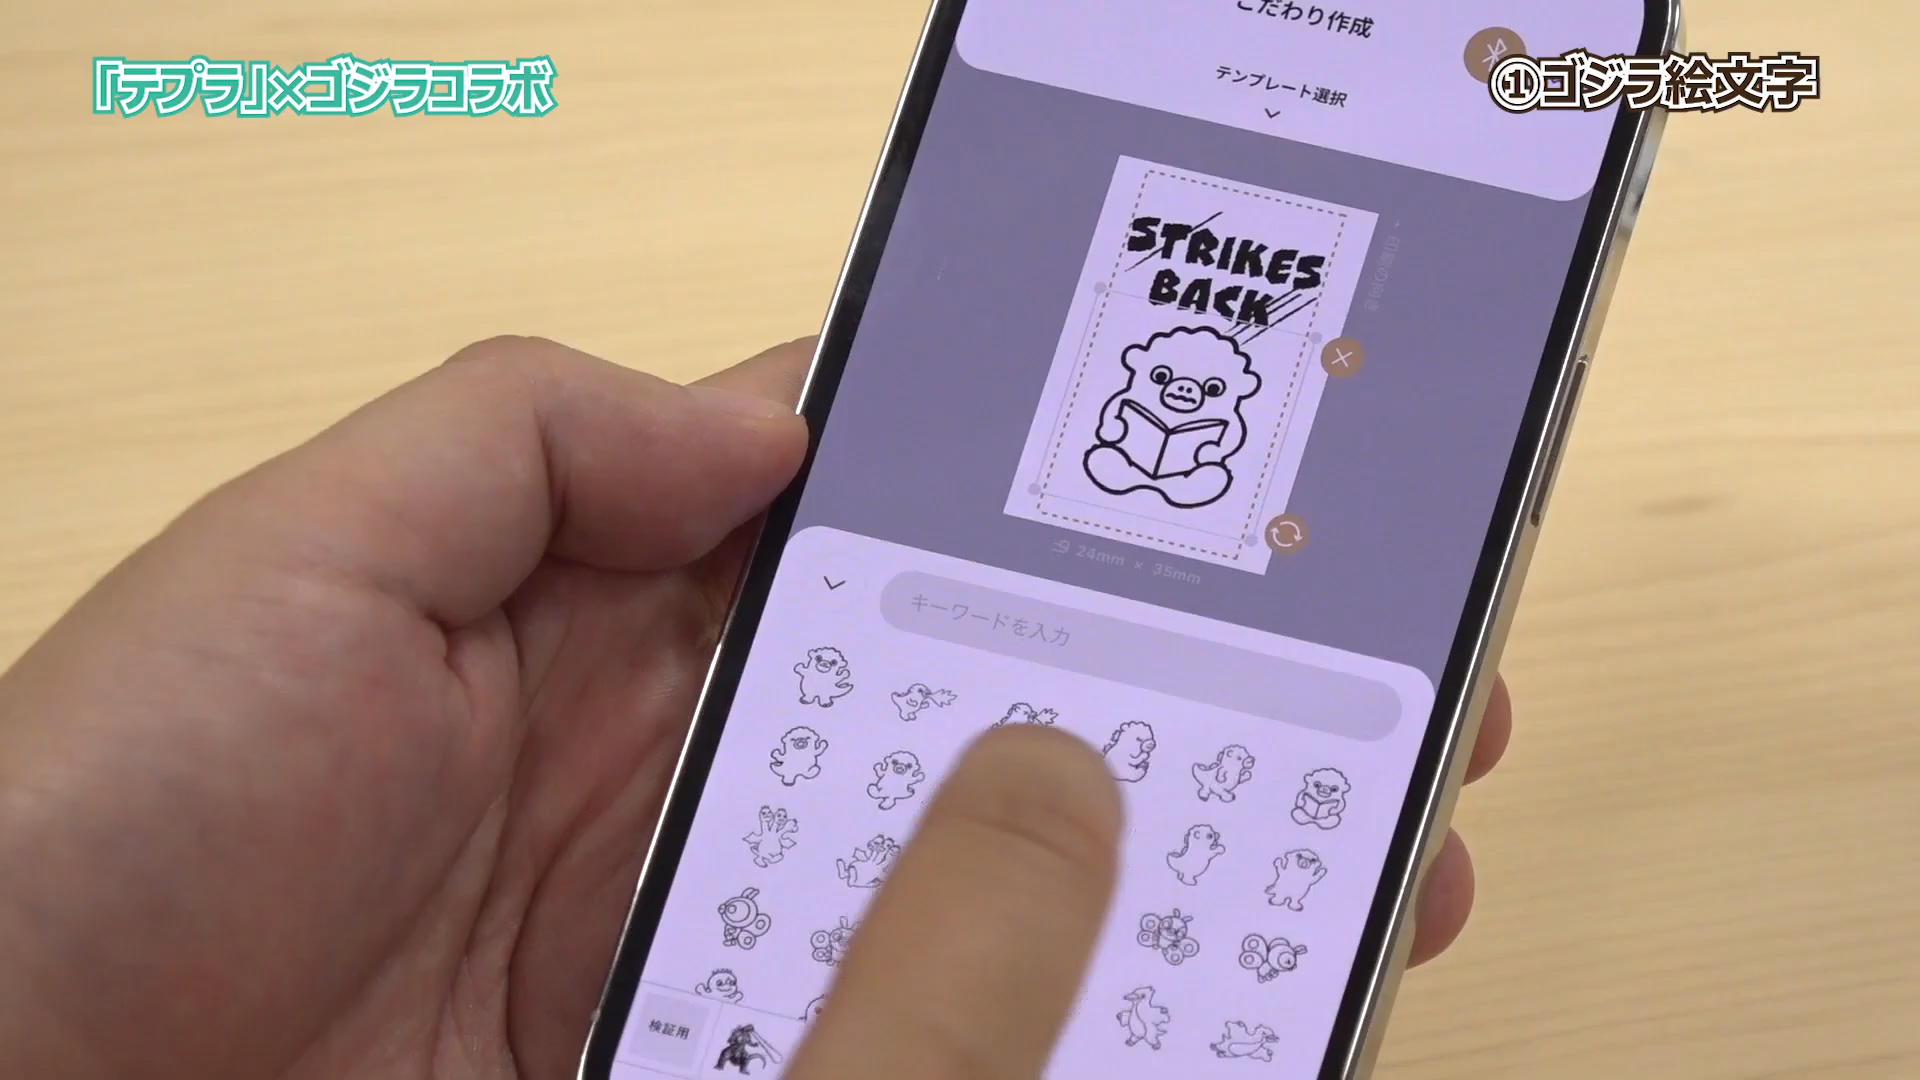 「テプラ」×ゴジラコラボ
①ゴジラ絵文字
こだわり作成
テンプレート選択
STRIKES
BACK
24mm × 35mm
キーワードを入力
検証用